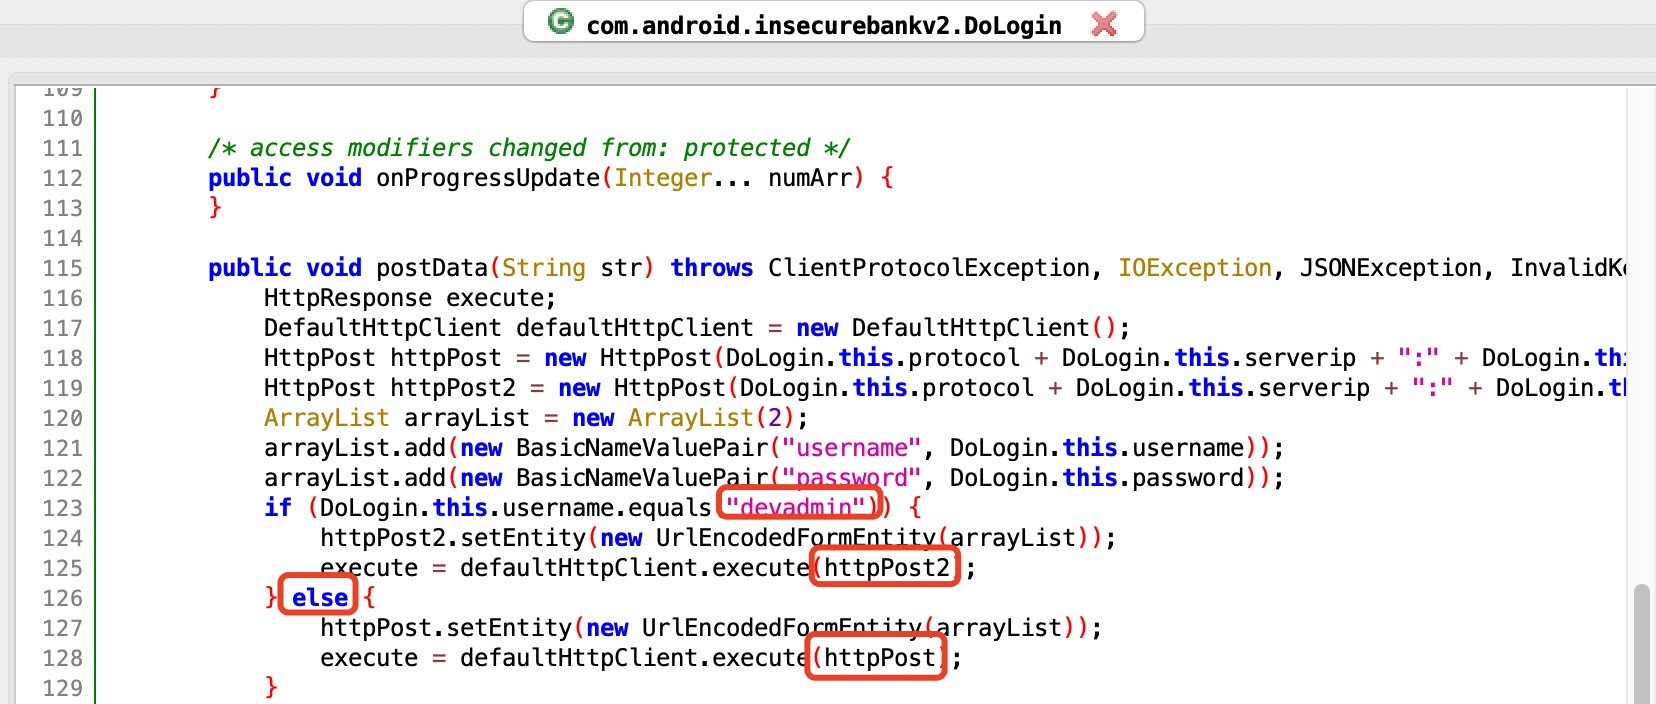 com.android.insecurebankv2.DoLogin
109 }
110
111 /* access modifiers changed from: protected */
112 public void onProgressUpdate(Integer... numArr) {
113 }
114
115 public void postData(String str) throws ClientProtocolException, IOException, JSONException, InvalidKe
116 HttpResponse execute;
117 DefaultHttpClient defaultHttpClient = new DefaultHttpClient();
118 HttpPost httpPost = new HttpPost(DoLogin.this.protocol + DoLogin.this.serverip + ":" + DoLogin.thi
119 HttpPost httpPost2 = new HttpPost(DoLogin.this.protocol + DoLogin.this.serverip + ":" + DoLogin.th
120 ArrayList arrayList = new ArrayList(2);
121 arrayList.add(new BasicNameValuePair("username", DoLogin.this.username));
122 arrayList.add(new BasicNameValuePair("password", DoLogin.this.password));
123 if (DoLogin.this.username.equals("devadmin")) {
124 httpPost2.setEntity(new UrlEncodedFormEntity(arrayList));
125 execute = defaultHttpClient.execute(httpPost2);
126 } else {
127 httpPost.setEntity(new UrlEncodedFormEntity(arrayList));
128 execute = defaultHttpClient.execute(httpPost);
129 }